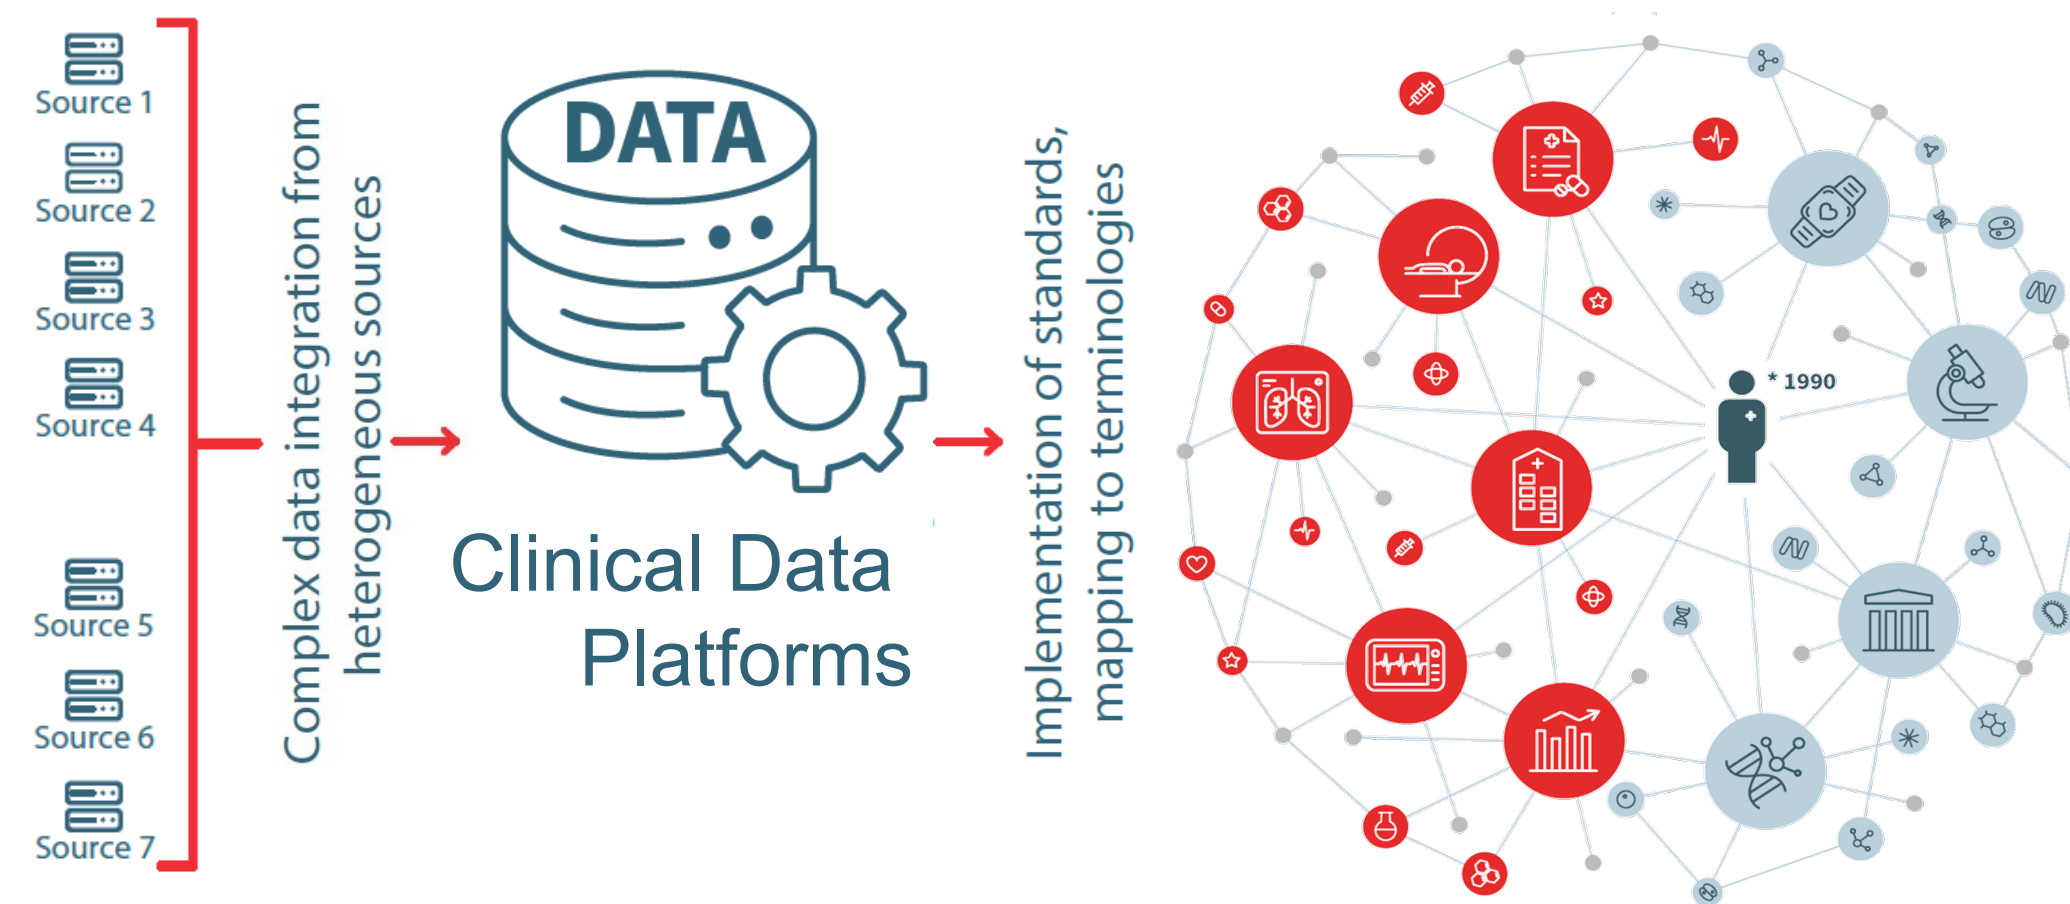 Source 1
Source 2
Source 3
Source 4
Source 5
Source 6
Source 7
Complex data integration from
heterogeneous sources
DATA
Clinical Data
Platforms
Implementation of standards,
mapping to terminologies
* 1990